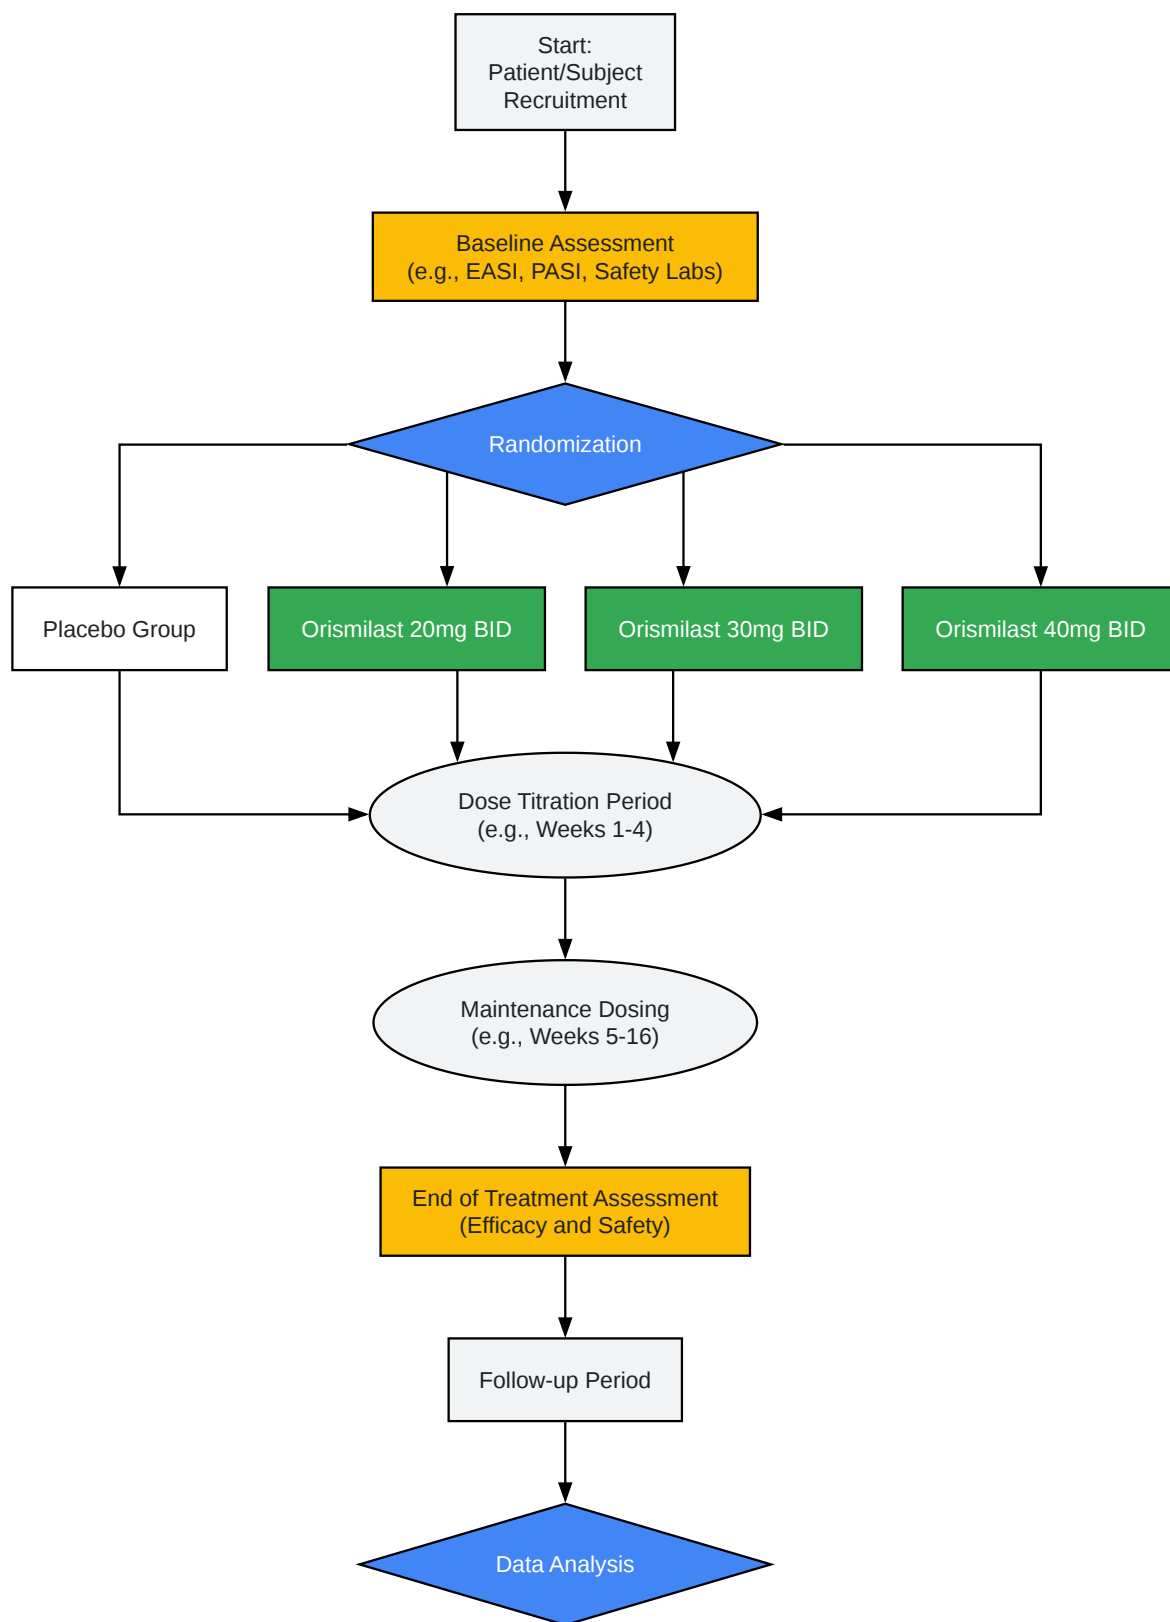 Start:
Patient/Subject
Recruitment
Baseline Assessment
(e.g., EASI, PASI, Safety Labs)
Randomization
Placebo Group
Orismilast 20mg BID
Orismilast 30mg BID
Orismilast 40mg BID
Dose Titration Period
(e.g., Weeks 1-4)
Maintenance Dosing
(e.g., Weeks 5-16)
End of Treatment Assessment
(Efficacy and Safety)
Follow-up Period
Data Analysis